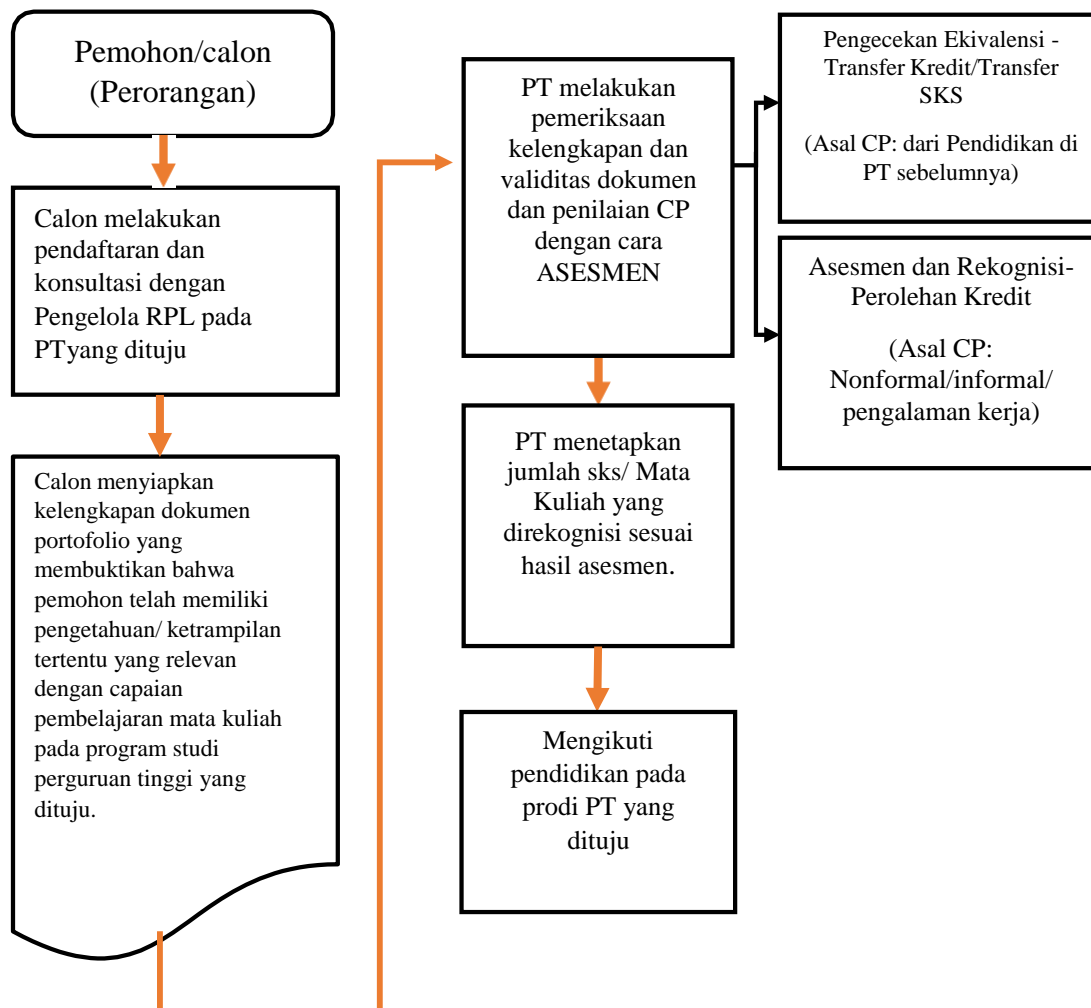 Pemohon/calon
(Perorangan)
Calon melakukan
pendaftaran dan
konsultasi dengan
Pengelola RPL pada
PTyang dituju
Calon menyiapkan
kelengkapan dokumen
portofolio yang
membuktikan bahwa
pemohon telah memiliki
pengetahuan/ ketrampilan
tertentu yang relevan
dengan capaian
pembelajaran mata kuliah
pada program studi
perguruan tinggi yang
dituju.
PT melakukan
pemeriksaan
kelengkapan dan
validitas dokumen
dan penilaian CP
dengan cara
ASESMEN
PT menetapkan
jumlah sks/ Mata
Kuliah yang
direkognisi sesuai
hasil asesmen.
Mengikuti
pendidikan pada
prodi PT yang
dituju
Pengecekan Ekivalensi -
Transfer Kredit/Transfer
SKS
(Asal CP: dari Pendidikan di
PT sebelumnya)
Asesmen dan Rekognisi-
Perolehan Kredit
(Asal CP:
Nonformal/informal/
pengalaman kerja)